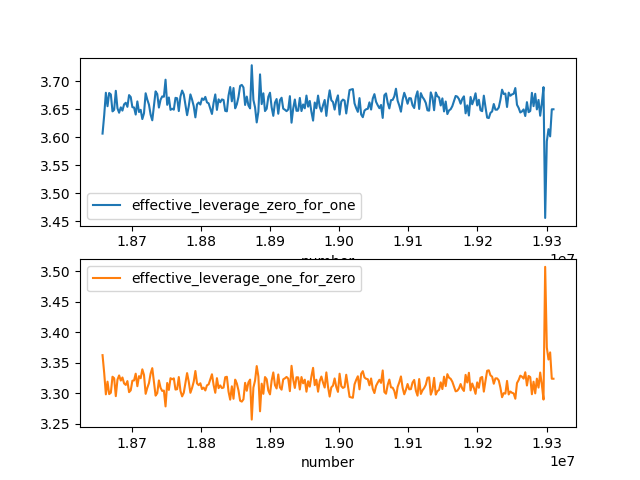 3.70
3.65
3.60
3.55
3.50
3.45
effective_leverage_zero_for_one
1.87 1.88 1.89 1.90 1.91 1.92 1.93
number
1e7
3.50
3.45
3.40
3.35
3.30
3.25
effective_leverage_one_for_zero
1.87 1.88 1.89 1.90 1.91 1.92 1.93
number
1e7